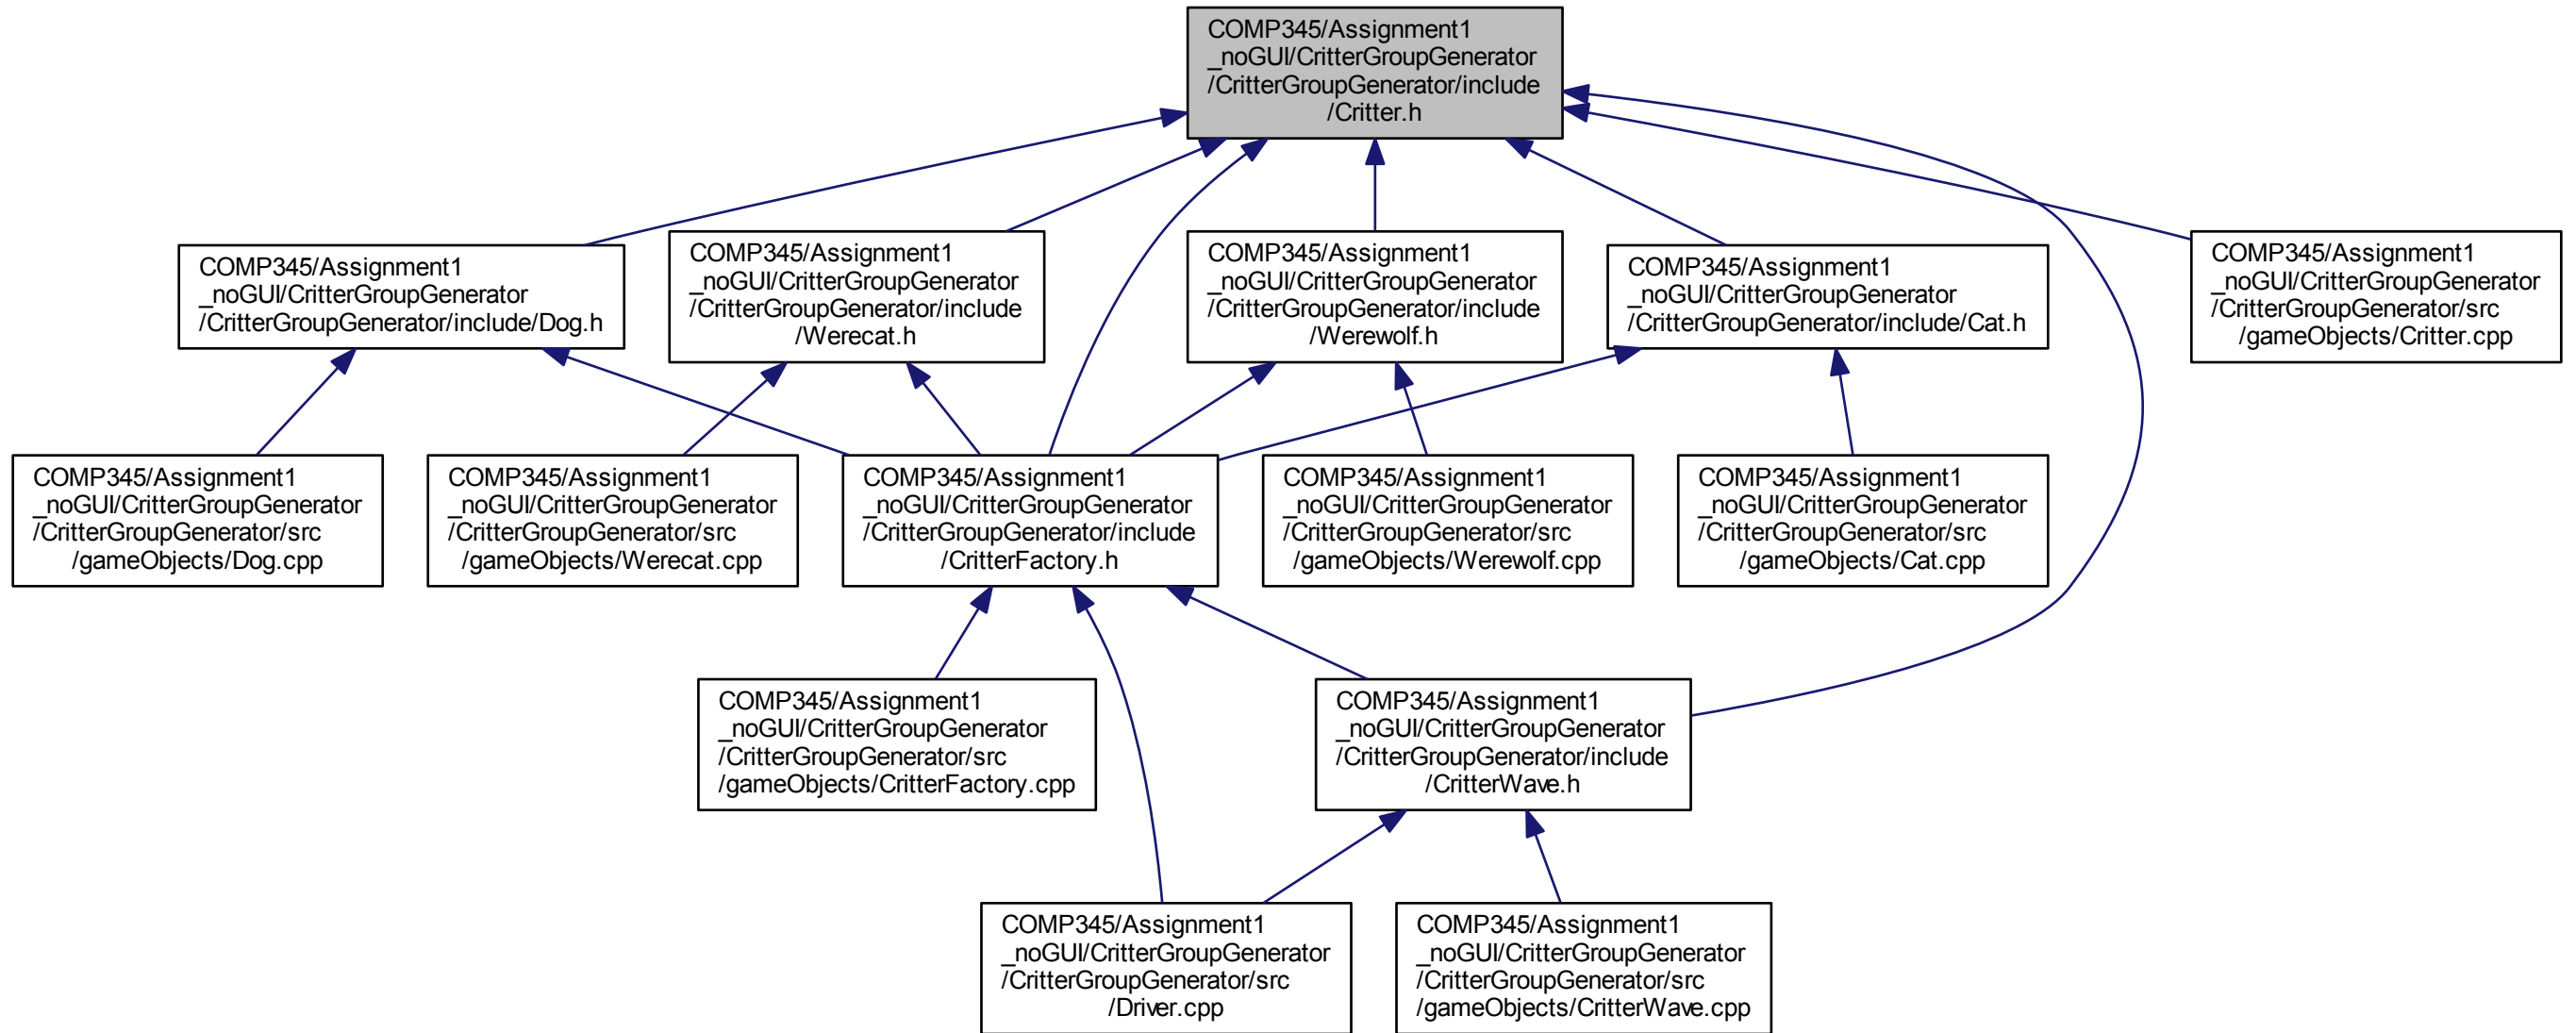 COMP345/Assignment1
_noGUI/CritterGroupGenerator
/CritterGroupGenerator/include
/Critter.h
COMP345/Assignment1
_noGUI/CritterGroupGenerator
/CritterGroupGenerator/include/Dog.h
COMP345/Assignment1
_noGUI/CritterGroupGenerator
/CritterGroupGenerator/include
/Werecat.h
COMP345/Assignment1
_noGUI/CritterGroupGenerator
/CritterGroupGenerator/include
/Werewolf.h
COMP345/Assignment1
_noGUI/CritterGroupGenerator
/CritterGroupGenerator/include/Cat.h
COMP345/Assignment1
_noGUI/CritterGroupGenerator
/CritterGroupGenerator/src
/gameObjects/Critter.cpp
COMP345/Assignment1
_noGUI/CritterGroupGenerator
/CritterGroupGenerator/src
/gameObjects/Dog.cpp
COMP345/Assignment1
_noGUI/CritterGroupGenerator
/CritterGroupGenerator/src
/gameObjects/Werecat.cpp
COMP345/Assignment1
_noGUI/CritterGroupGenerator
/CritterGroupGenerator/include
/CritterFactory.h
COMP345/Assignment1
_noGUI/CritterGroupGenerator
/CritterGroupGenerator/src
/gameObjects/Werewolf.cpp
COMP345/Assignment1
_noGUI/CritterGroupGenerator
/CritterGroupGenerator/src
/gameObjects/Cat.cpp
COMP345/Assignment1
_noGUI/CritterGroupGenerator
/CritterGroupGenerator/src
/gameObjects/CritterFactory.cpp
COMP345/Assignment1
_noGUI/CritterGroupGenerator
/CritterGroupGenerator/include
/CritterWave.h
COMP345/Assignment1
_noGUI/CritterGroupGenerator
/CritterGroupGenerator/src
/Driver.cpp
COMP345/Assignment1
_noGUI/CritterGroupGenerator
/CritterGroupGenerator/src
/gameObjects/CritterWave.cpp